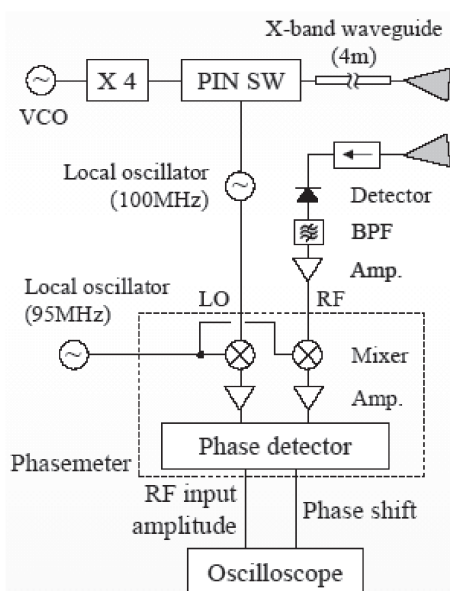 X-band waveguide
(4m)
X 4
PIN SW
VCO
Local oscillator
(100MHz)
Detector
BPF
Amp.
Local oscillator
(95MHz)
LO
RF
Mixer
Amp.
Phase detector
Phasemeter
RF input
amplitude
Phase shift
Oscilloscope